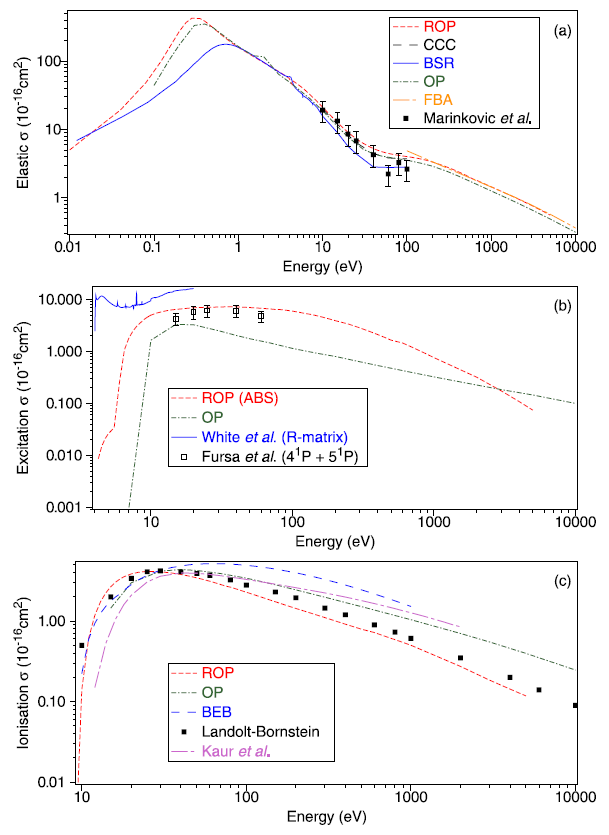 (a)
ROP
CCC
BSR
OP
FBA
Marinkovic et al.
Elastic σ (10⁻¹⁶cm²)
100
10
1
0.01 0.1 1 10 100 1000 10000
Energy (eV)
(b)
Excitation σ (10⁻¹⁶cm²)
10.000
1.000
0.100
0.010
0.001
ROP (ABS)
OP
White et al. (R-matrix)
Fursa et al. (4¹P + 5¹P)
10 100 1000 10000
Energy (eV)
(c)
Ionisation σ (10⁻¹⁶cm²)
1.00
0.10
0.01
ROP
OP
BEB
Landolt-Bornstein
Kaur et al.
10 100 1000 10000
Energy (eV)